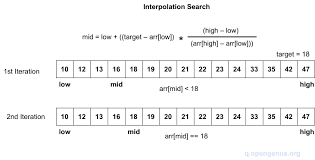 Interpolation Search
(high – low)
mid = low + ((target – arr[low]) * 
(arr[high] – arr[low]))
target = 18
1st Iteration 10 12 13 16 18 19 20 21 22 23 24 33 35 42 47
low mid high
arr[mid] < 18
2nd Iteration 10 12 13 16 18 19 20 21 22 23 24 33 35 42 47
low mid high
arr[mid] == 18